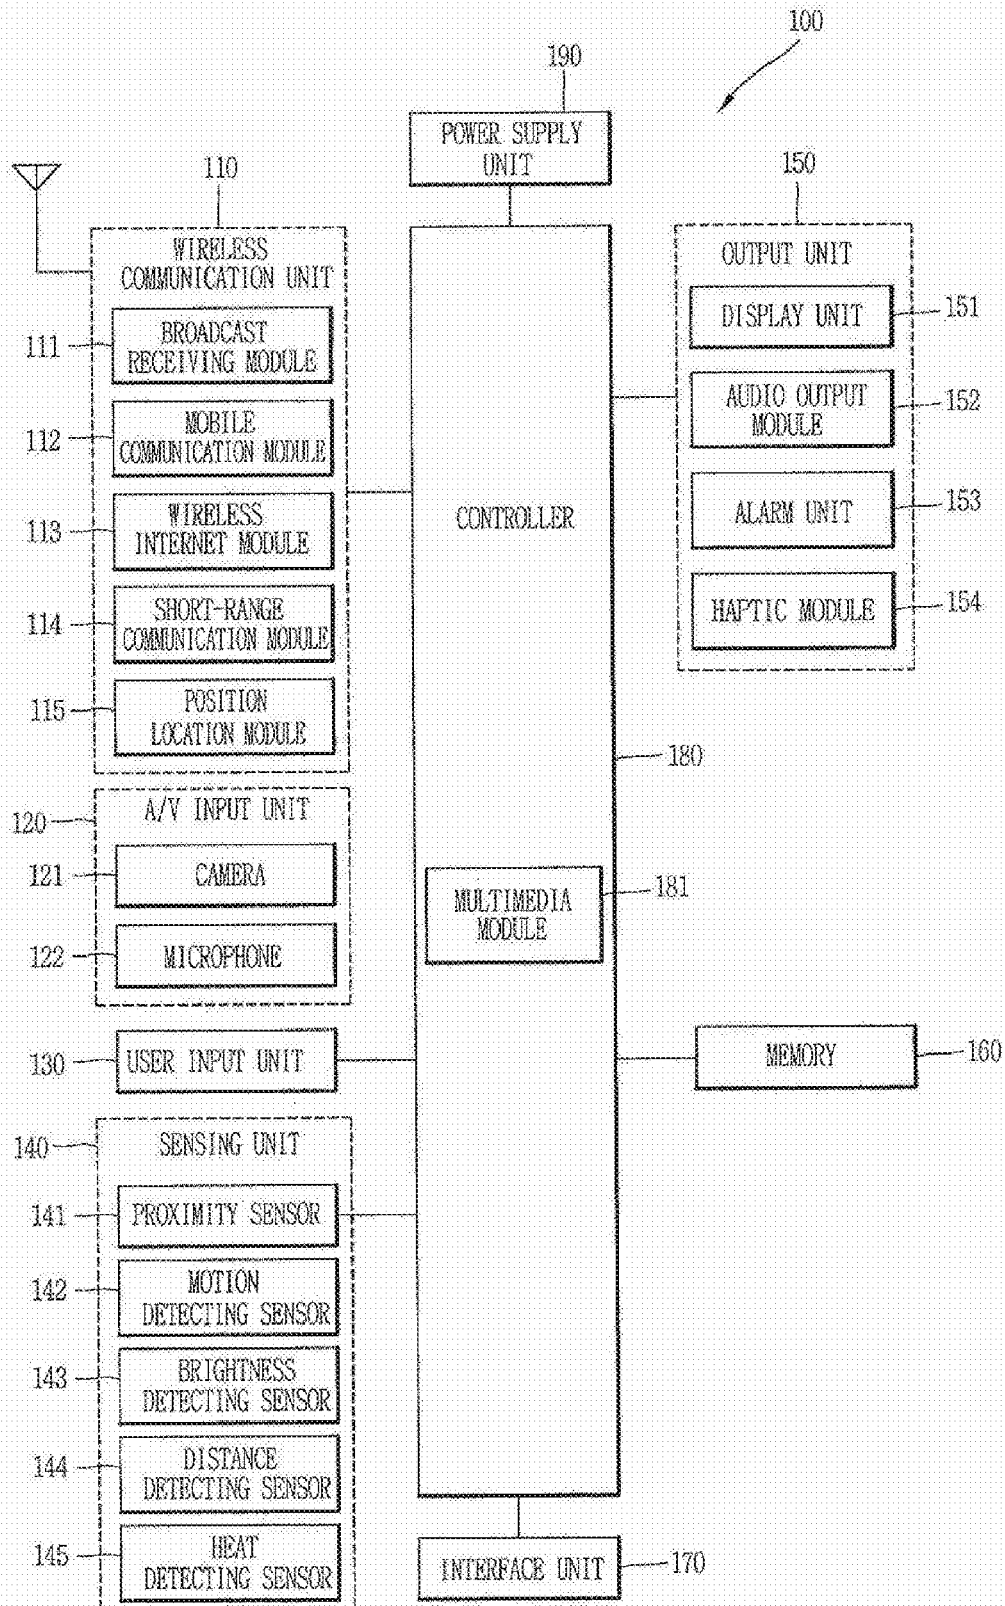 100
190
POWER SUPPLY
UNIT
110
150
WIRELESS
COMMUNICATION UNIT
OUTPUT UNIT
111
BROADCAST
RECEIVING MODULE
DISPLAY UNIT
151
112
MOBILE
COMMUNICATION MODULE
AUDIO OUTPUT
MODULE
152
113
WIRELESS
INTERNET MODULE
CONTROLLER
ALARM UNIT
153
114
SHORT-RANGE
COMMUNICATION MODULE
HAPTIC MODULE
154
115
POSITION
LOCATION MODULE
180
120
A/V INPUT UNIT
121
CAMERA
MULTIMEDIA
MODULE
181
122
MICROPHONE
130
USER INPUT UNIT
MEMORY
160
140
SENSING UNIT
141
PROXIMITY SENSOR
142
MOTION
DETECTING SENSOR
143
BRIGHTNESS
DETECTING SENSOR
144
DISTANCE
DETECTING SENSOR
145
HEAT
DETECTING SENSOR
INTERFACE UNIT
170